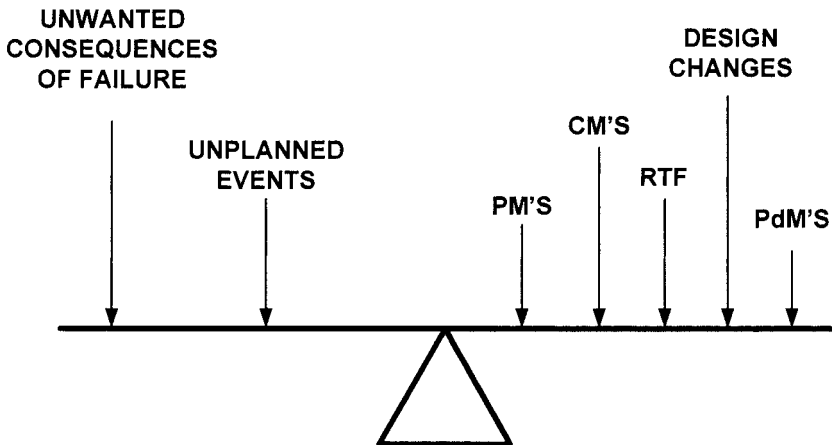 UNWANTED
CONSEQUENCES
OF FAILURE
UNPLANNED
EVENTS
PM'S
CM'S
RTF
DESIGN
CHANGES
PdM'S